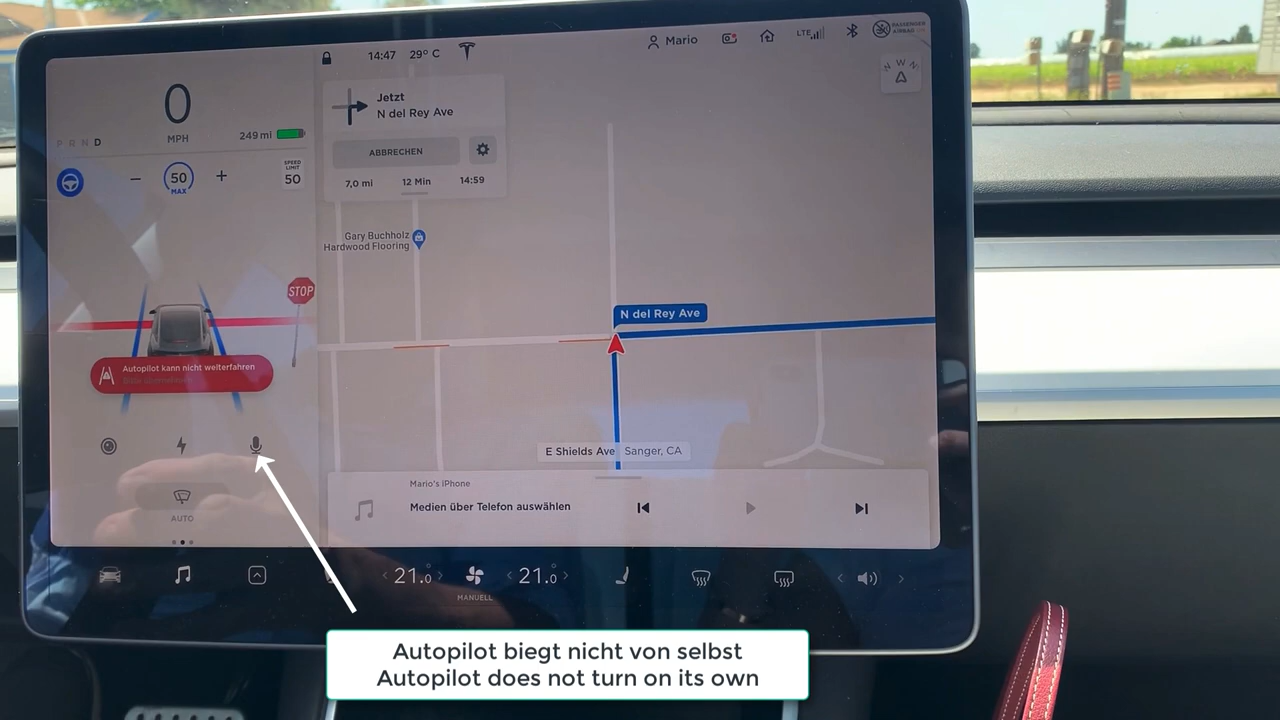 14:47 29° C
Mario
LTE
PASSENGER
AIRBAG
N W N
0
MPH
P R N D
249 mi
50
MAX
SPEED
LIMIT
50
Jetzt
N del Rey Ave
ABBRECHEN
7,0 mi 12 Min 14:59
Gary Buchholz
Hardwood Flooring
STOP
N del Rey Ave
Autopilot kann nicht weiterfahren
E Shields Ave Sanger, CA
AUTO
Mario's iPhone
Medien über Telefon auswählen
21.0 21.0
MANUELL
Autopilot biegt nicht von selbst
Autopilot does not turn on its own